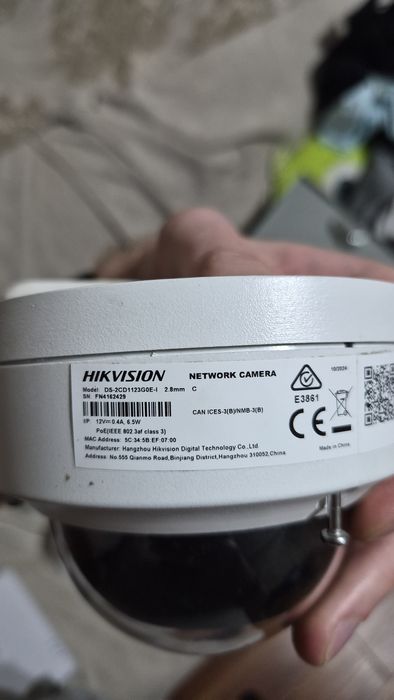 HIKVISION
NETWORK CAMERA
Model: DS-2CD1123G0E-I 2.8mm C
SN: FN4162429
CAN ICES-3(B)/NMB-3(B)
IP: 12V⎓0.4A, 6.5W
PoE(IEEE 802.3af class 3)
MAC Address: 5C:34:5B:EF:07:00
Manufacturer: Hangzhou Hikvision Digital Technology Co.,Ltd.
Address: No.555 Qianmo Road,Binjiang District,Hangzhou 310052,China
E3861
10/2024
CE
Made in China